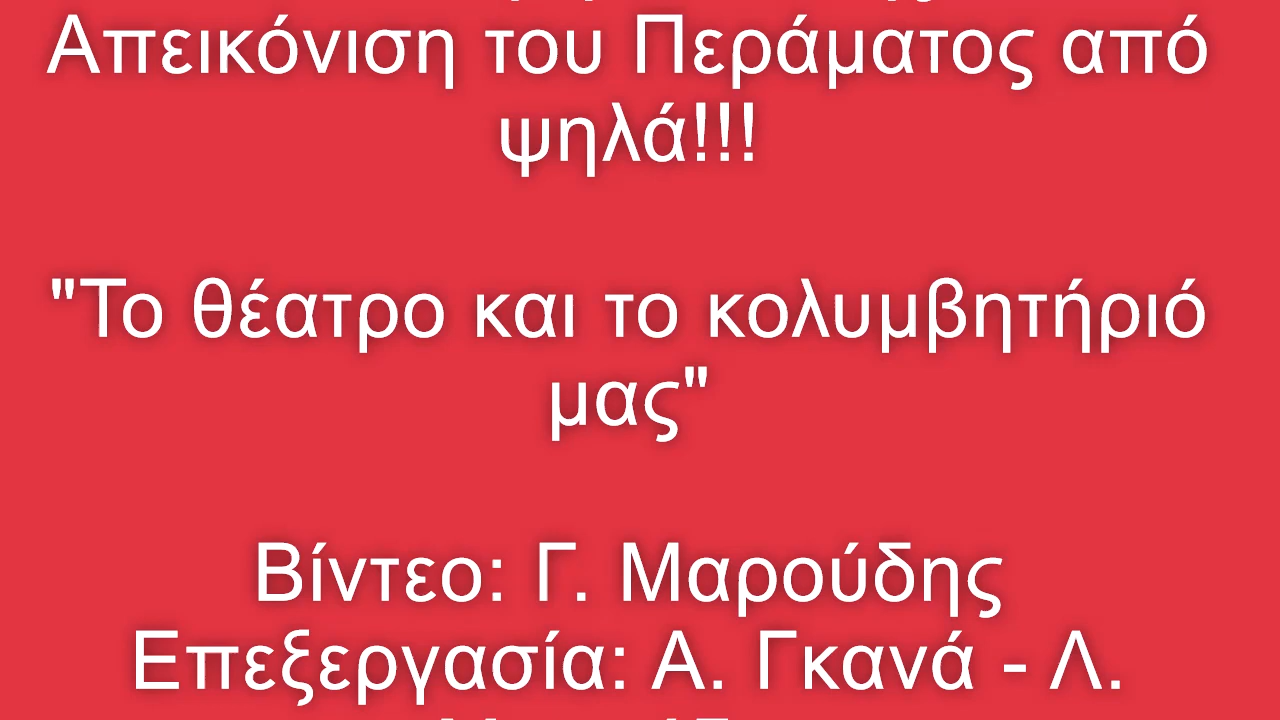 Απεικόνιση του Περάματος από
ψηλά!!!
"Το θέατρο και το κολυμβητήριό
μας"
Βίντεο: Γ. Μαρούδης
Επεξεργασία: Α. Γκανά - Λ.